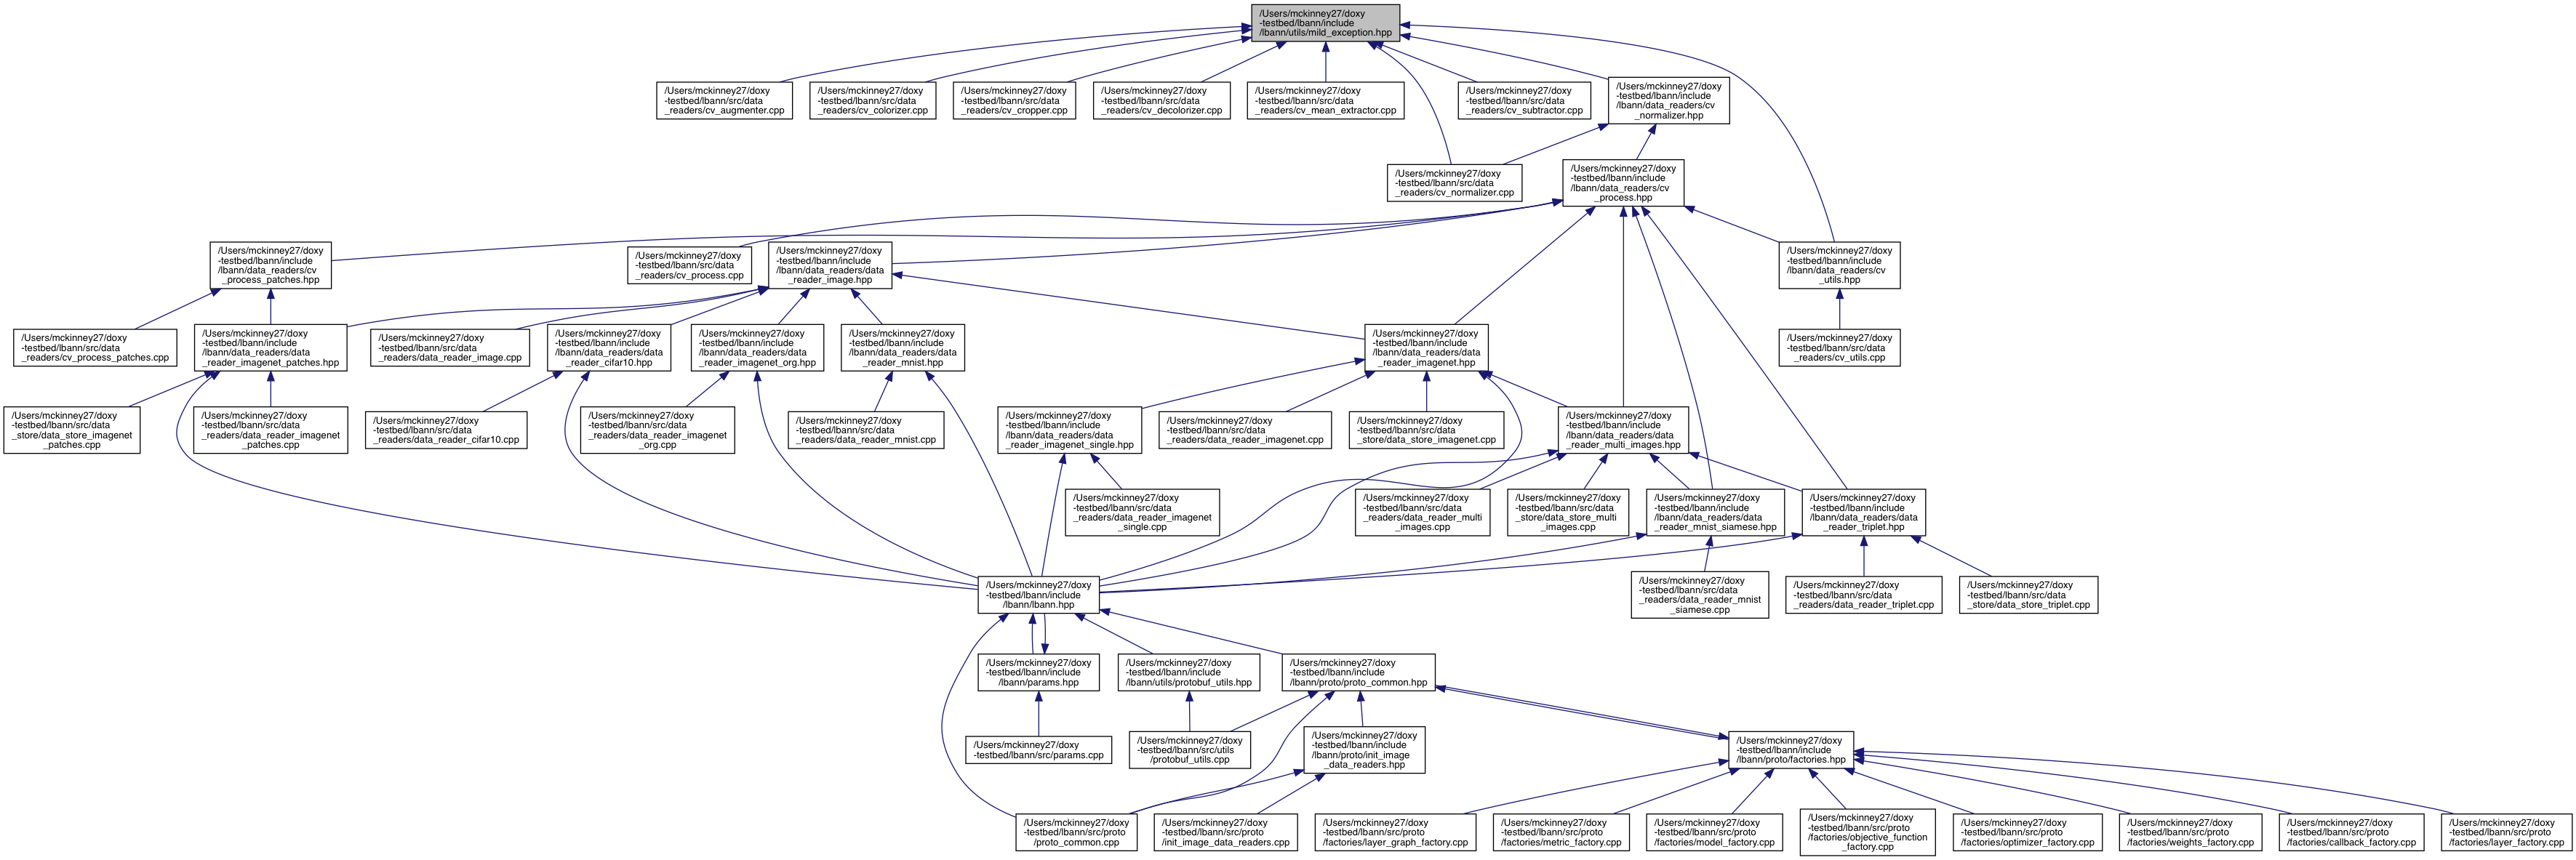 /Users/mckinney27/doxy
-testbed/lbann/include
/lbann/utils/mild_exception.hpp
/Users/mckinney27/doxy
-testbed/lbann/src/data
_readers/cv_augmenter.cpp
/Users/mckinney27/doxy
-testbed/lbann/src/data
_readers/cv_colorizer.cpp
/Users/mckinney27/doxy
-testbed/lbann/src/data
_readers/cv_cropper.cpp
/Users/mckinney27/doxy
-testbed/lbann/src/data
_readers/cv_decolorizer.cpp
/Users/mckinney27/doxy
-testbed/lbann/src/data
_readers/cv_mean_extractor.cpp
/Users/mckinney27/doxy
-testbed/lbann/src/data
_readers/cv_subtractor.cpp
/Users/mckinney27/doxy
-testbed/lbann/include
/lbann/data_readers/cv
_normalizer.hpp
/Users/mckinney27/doxy
-testbed/lbann/src/data
_readers/cv_normalizer.cpp
/Users/mckinney27/doxy
-testbed/lbann/include
/lbann/data_readers/cv
_process.hpp
/Users/mckinney27/doxy
-testbed/lbann/include
/lbann/data_readers/cv
_process_patches.hpp
/Users/mckinney27/doxy
-testbed/lbann/src/data
_readers/cv_process.cpp
/Users/mckinney27/doxy
-testbed/lbann/include
/lbann/data_readers/data
_reader_image.hpp
/Users/mckinney27/doxy
-testbed/lbann/include
/lbann/data_readers/cv
_utils.hpp
/Users/mckinney27/doxy
-testbed/lbann/src/data
_readers/cv_process_patches.cpp
/Users/mckinney27/doxy
-testbed/lbann/include
/lbann/data_readers/data
_reader_imagenet_patches.hpp
/Users/mckinney27/doxy
-testbed/lbann/src/data
_readers/data_reader_image.cpp
/Users/mckinney27/doxy
-testbed/lbann/include
/lbann/data_readers/data
_reader_cifar10.hpp
/Users/mckinney27/doxy
-testbed/lbann/include
/lbann/data_readers/data
_reader_imagenet_org.hpp
/Users/mckinney27/doxy
-testbed/lbann/include
/lbann/data_readers/data
_reader_mnist.hpp
/Users/mckinney27/doxy
-testbed/lbann/include
/lbann/data_readers/data
_reader_imagenet.hpp
/Users/mckinney27/doxy
-testbed/lbann/src/data
_readers/cv_utils.cpp
/Users/mckinney27/doxy
-testbed/lbann/src/data
_store/data_store_imagenet
_patches.cpp
/Users/mckinney27/doxy
-testbed/lbann/src/data
_readers/data_reader_imagenet
_patches.cpp
/Users/mckinney27/doxy
-testbed/lbann/src/data
_readers/data_reader_cifar10.cpp
/Users/mckinney27/doxy
-testbed/lbann/src/data
_readers/data_reader_imagenet
_org.cpp
/Users/mckinney27/doxy
-testbed/lbann/src/data
_readers/data_reader_mnist.cpp
/Users/mckinney27/doxy
-testbed/lbann/include
/lbann/data_readers/data
_reader_imagenet_single.hpp
/Users/mckinney27/doxy
-testbed/lbann/src/data
_readers/data_reader_imagenet.cpp
/Users/mckinney27/doxy
-testbed/lbann/src/data
_store/data_store_imagenet.cpp
/Users/mckinney27/doxy
-testbed/lbann/include
/lbann/data_readers/data
_reader_multi_images.hpp
/Users/mckinney27/doxy
-testbed/lbann/src/data
_readers/data_reader_imagenet
_single.cpp
/Users/mckinney27/doxy
-testbed/lbann/src/data
_readers/data_reader_multi
_images.cpp
/Users/mckinney27/doxy
-testbed/lbann/src/data
_store/data_store_multi
_images.cpp
/Users/mckinney27/doxy
-testbed/lbann/include
/lbann/data_readers/data
_reader_mnist_siamese.hpp
/Users/mckinney27/doxy
-testbed/lbann/include
/lbann/data_readers/data
_reader_triplet.hpp
/Users/mckinney27/doxy
-testbed/lbann/include
/lbann/lbann.hpp
/Users/mckinney27/doxy
-testbed/lbann/src/data
_readers/data_reader_mnist
_siamese.cpp
/Users/mckinney27/doxy
-testbed/lbann/src/data
_readers/data_reader_triplet.cpp
/Users/mckinney27/doxy
-testbed/lbann/src/data
_store/data_store_triplet.cpp
/Users/mckinney27/doxy
-testbed/lbann/include
/lbann/params.hpp
/Users/mckinney27/doxy
-testbed/lbann/include
/lbann/utils/protobuf_utils.hpp
/Users/mckinney27/doxy
-testbed/lbann/include
/lbann/proto/proto_common.hpp
/Users/mckinney27/doxy
-testbed/lbann/src/params.cpp
/Users/mckinney27/doxy
-testbed/lbann/src/utils
/protobuf_utils.cpp
/Users/mckinney27/doxy
-testbed/lbann/include
/lbann/proto/init_image
_data_readers.hpp
/Users/mckinney27/doxy
-testbed/lbann/include
/lbann/proto/factories.hpp
/Users/mckinney27/doxy
-testbed/lbann/src/proto
/proto_common.cpp
/Users/mckinney27/doxy
-testbed/lbann/src/proto
/init_image_data_readers.cpp
/Users/mckinney27/doxy
-testbed/lbann/src/proto
/factories/layer_graph_factory.cpp
/Users/mckinney27/doxy
-testbed/lbann/src/proto
/factories/metric_factory.cpp
/Users/mckinney27/doxy
-testbed/lbann/src/proto
/factories/model_factory.cpp
/Users/mckinney27/doxy
-testbed/lbann/src/proto
/factories/objective_function
_factory.cpp
/Users/mckinney27/doxy
-testbed/lbann/src/proto
/factories/optimizer_factory.cpp
/Users/mckinney27/doxy
-testbed/lbann/src/proto
/factories/weights_factory.cpp
/Users/mckinney27/doxy
-testbed/lbann/src/proto
/factories/callback_factory.cpp
/Users/mckinney27/doxy
-testbed/lbann/src/proto
/factories/layer_factory.cpp